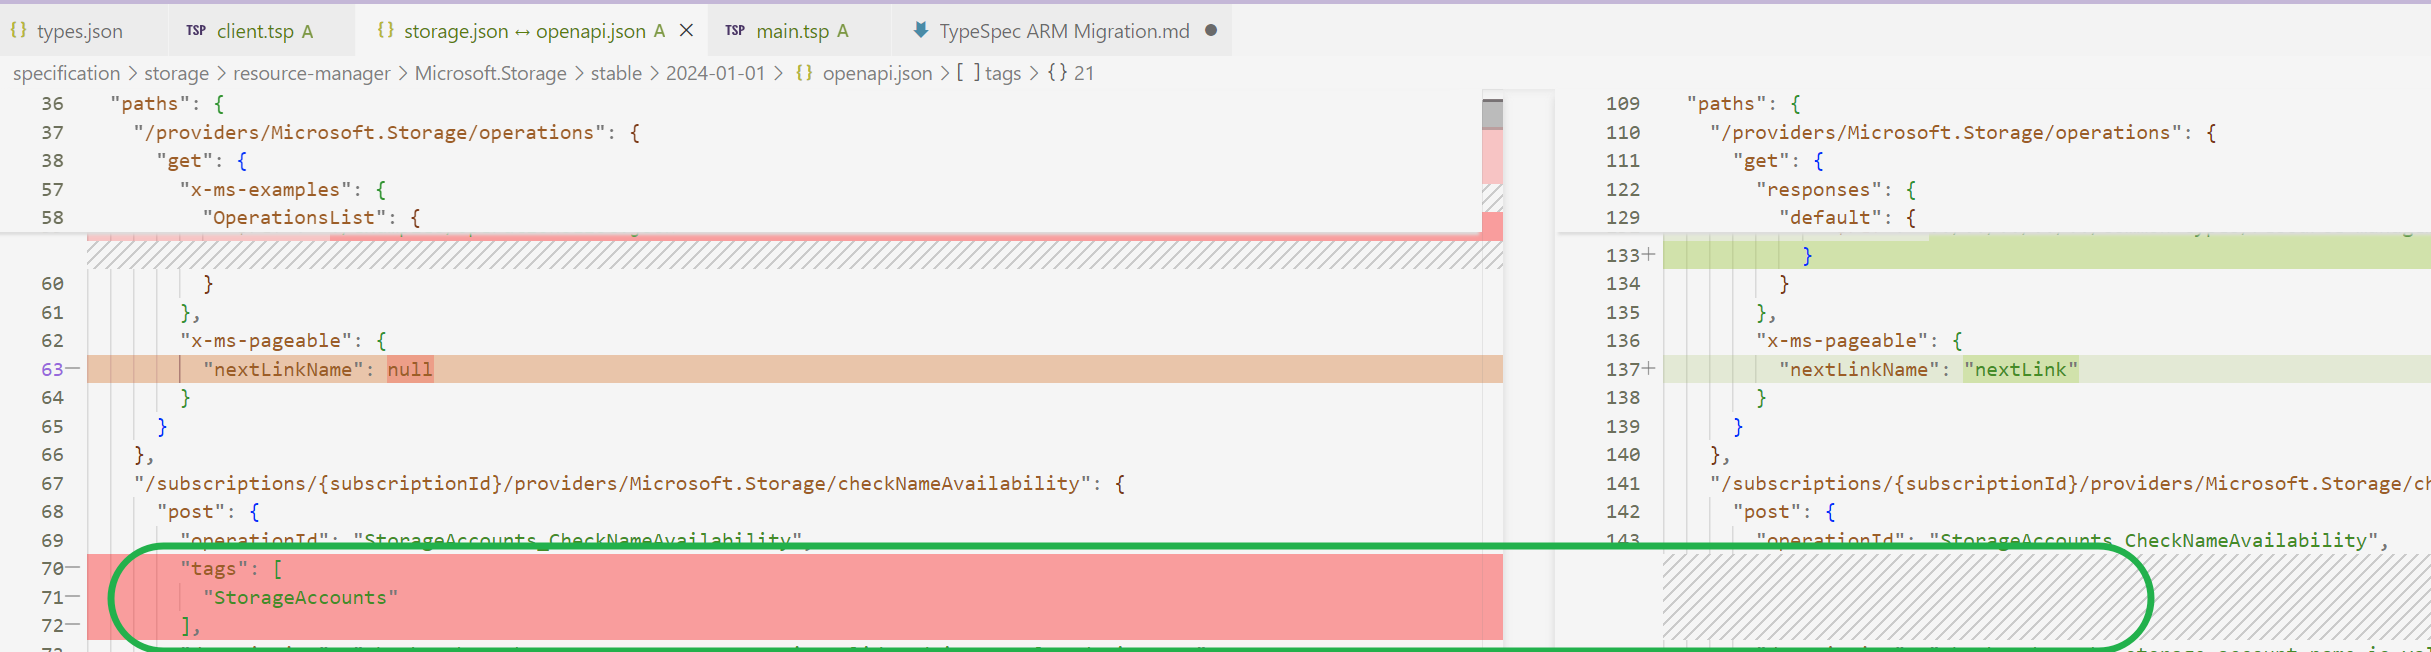 {} types.json TSP client.tsp A {} storage.json ↔ openapi.json A × TSP main.tsp A TypeSpec ARM Migration.md ●
specification > storage > resource-manager > Microsoft.Storage > stable > 2024-01-01 > {} openapi.json > [ ] tags > {} 21
36 "paths": {
37 "/providers/Microsoft.Storage/operations": {
38 "get": {
57 "x-ms-examples": {
58 "OperationsList": {
60 }
61 },
62 "x-ms-pageable": {
63— "nextLinkName": null
64 }
65 }
66 },
67 "/subscriptions/{subscriptionId}/providers/Microsoft.Storage/checkNameAvailability": {
68 "post": {
69 "operationId": "StorageAccounts_CheckNameAvailability",
70— "tags": [
71— "StorageAccounts"
72— ],
109 "paths": {
110 "/providers/Microsoft.Storage/operations": {
111 "get": {
122 "responses": {
129 "default": {
133+ }
134 }
135 },
136 "x-ms-pageable": {
137+ "nextLinkName": "nextLink"
138 }
139 }
140 },
141 "/subscriptions/{subscriptionId}/providers/Microsoft.Storage/ch
142 "post": {
143 "operationId": "StorageAccounts_CheckNameAvailability",